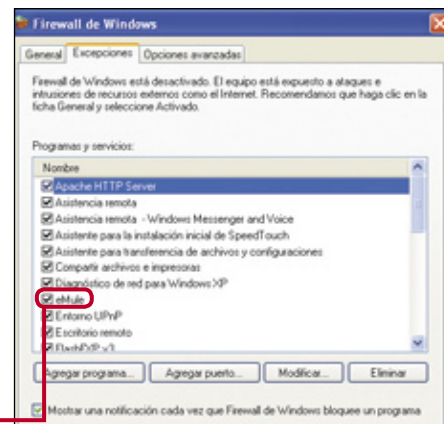 Firewall de Windows
General Excepciones Opciones avanzadas
Firewall de Windows está desactivado. El equipo está expuesto a ataques e
intrusiones de recursos externos como el Internet. Recomendamos que haga clic en la
ficha General y seleccione Activado.
Programas y servicios:
Nombre
Apache HTTP Server
Asistencia remota
Asistencia remota - Windows Messenger and Voice
Asistente para la instalación inicial de SpeedTouch
Asistente para transferencia de archivos y configuraciones
Compartir archivos e impresoras
Diagnóstico de red para Windows XP
eMule
Entorno UPnP
Escritorio remoto
FlashFXP v3
Agregar programa... Agregar puerto... Modificar... Eliminar
Mostrar una notificación cada vez que Firewall de Windows bloquee un programa